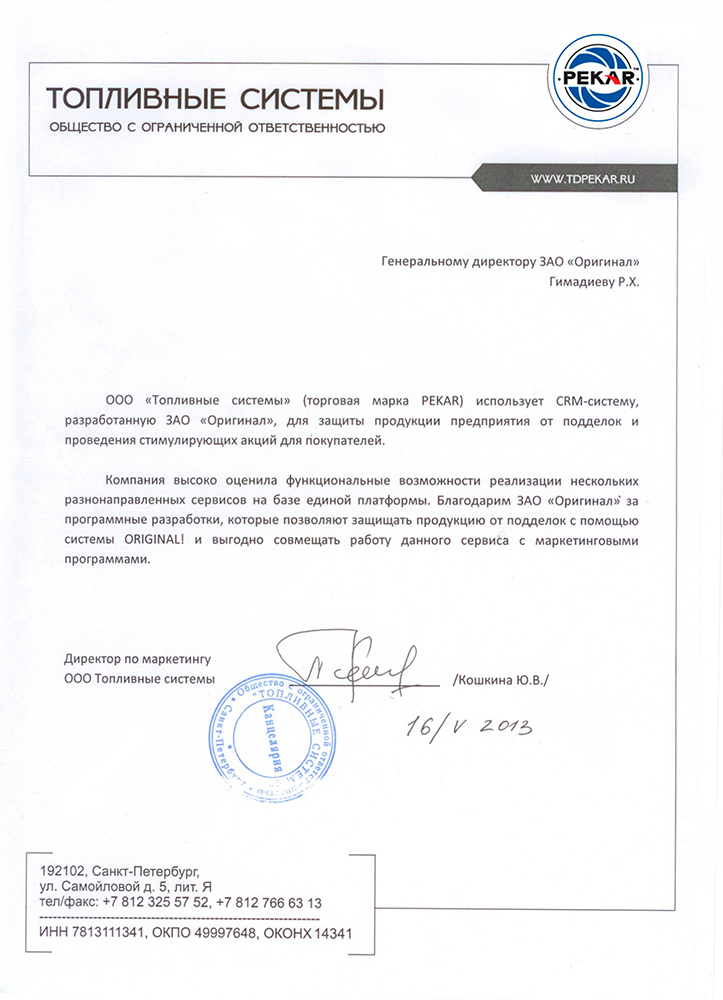 PEKAR™
ТОПЛИВНЫЕ СИСТЕМЫ
ОБЩЕСТВО С ОГРАНИЧЕННОЙ ОТВЕТСТВЕННОСТЬЮ
WWW.TDPEKAR.RU
Генеральному директору ЗАО «Оригинал»
Гимадиеву Р.Х.
ООО «Топливные системы» (торговая марка PEKAR) использует CRM-систему,
разработанную ЗАО «Оригинал», для защиты продукции предприятия от подделок и
проведения стимулирующих акций для покупателей.
Компания высоко оценила функциональные возможности реализации нескольких
разнонаправленных сервисов на базе единой платформы. Благодарим ЗАО «Оригинал» за
программные разработки, которые позволяют защищать продукцию от подделок с помощью
системы ORIGINAL! и выгодно совмещать работу данного сервиса с маркетинговыми
программами.
Директор по маркетингу
ООО Топливные системы
/Кошкина Ю.В./
Общество с ограниченной ответственностью * Санкт-Петербург *
"ТОПЛИВНЫЕ СИСТЕМЫ"
Канцелярия
16/V 2013
192102, Санкт-Петербург,
ул. Самойловой д. 5, лит. Я
тел/факс: +7 812 325 57 52, +7 812 766 63 13
ИНН 7813111341, ОКПО 49997648, ОКОНХ 14341